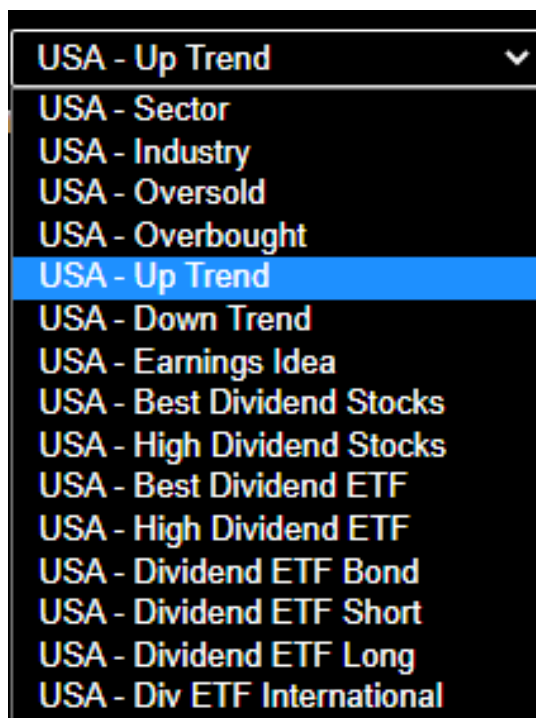 USA - Up Trend
USA - Sector
USA - Industry
USA - Oversold
USA - Overbought
USA - Up Trend
USA - Down Trend
USA - Earnings Idea
USA - Best Dividend Stocks
USA - High Dividend Stocks
USA - Best Dividend ETF
USA - High Dividend ETF
USA - Dividend ETF Bond
USA - Dividend ETF Short
USA - Dividend ETF Long
USA - Div ETF International